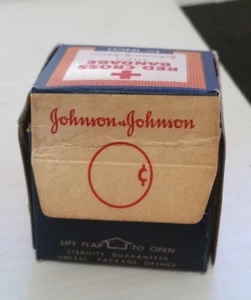 RED CROSS
BANDAGE
Johnson & Johnson
¢
LIFT FLAP TO OPEN
STERILITY GUARANTEED
UNLESS PACKAGE OPENED